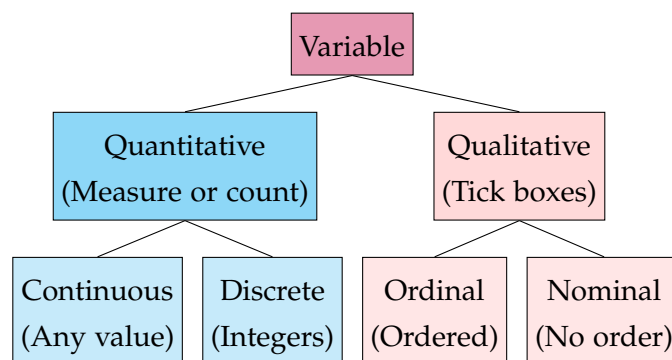 Variable
Quantitative
(Measure or count)
Qualitative
(Tick boxes)
Continuous
(Any value)
Discrete
(Integers)
Ordinal
(Ordered)
Nominal
(No order)